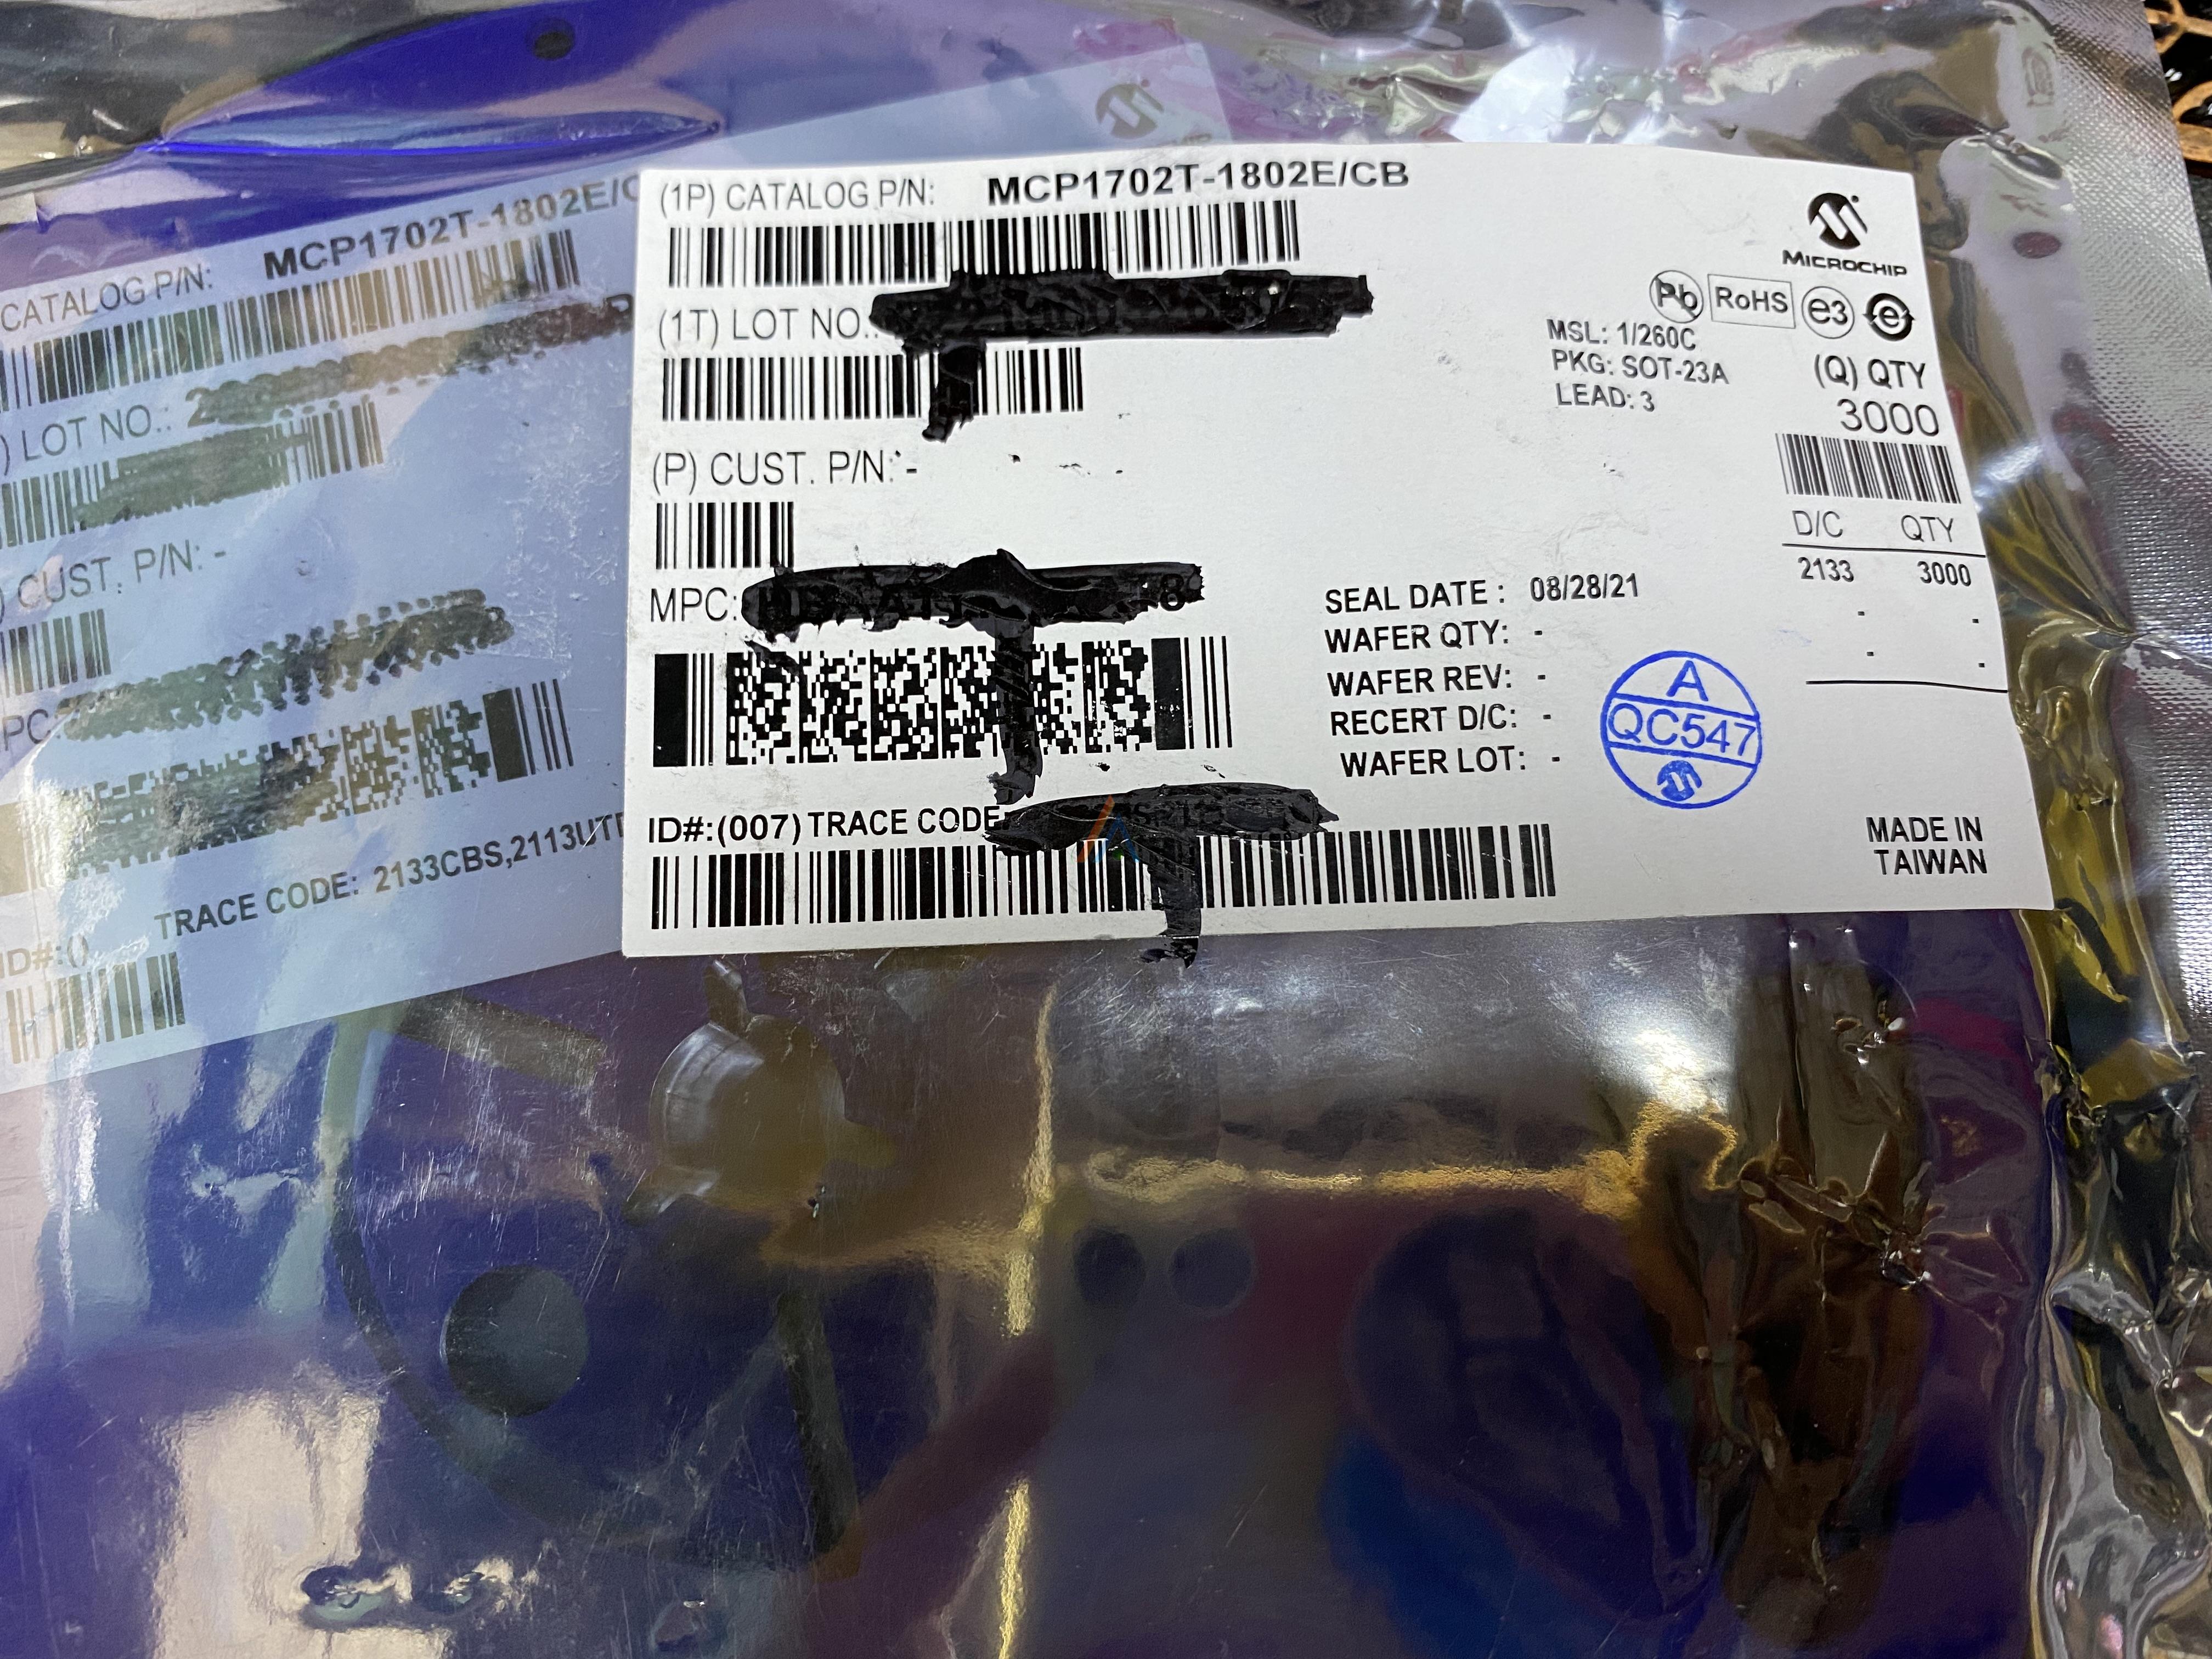 (1P) CATALOG P/N: MCP1702T-1802E/CB
MICROCHIP
Pb RoHS e3 e
(1T) LOT NO.:
MSL: 1/260C
PKG: SOT-23A
LEAD: 3
(Q) QTY
3000
(P) CUST. P/N: -
D/C QTY
2133 3000
- -
- -
MPC:
SEAL DATE : 08/28/21
WAFER QTY: -
WAFER REV: -
RECERT D/C: -
WAFER LOT: -
A
QC547
ID#:(007) TRACE CODE
MADE IN
TAIWAN
CATALOG P/N: MCP1702T-1802E/
) LOT NO.: 2
) CUST. P/N: -
PC
TRACE CODE: 2133CBS,2113UT
ID#:()